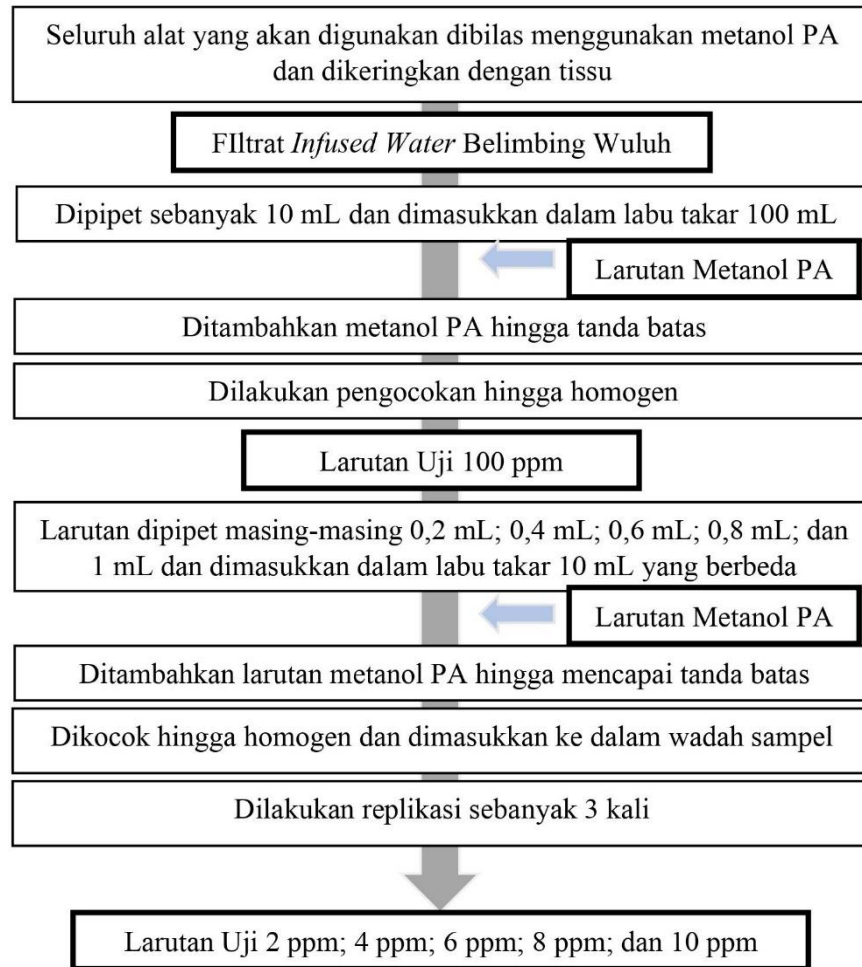 Seluruh alat yang akan digunakan dibilas menggunakan metanol PA
dan dikeringkan dengan tissu
FIltrat Infused Water Belimbing Wuluh
Dipipet sebanyak 10 mL dan dimasukkan dalam labu takar 100 mL
Larutan Metanol PA
Ditambahkan metanol PA hingga tanda batas
Dilakukan pengocokan hingga homogen
Larutan Uji 100 ppm
Larutan dipipet masing-masing 0,2 mL; 0,4 mL; 0,6 mL; 0,8 mL; dan
1 mL dan dimasukkan dalam labu takar 10 mL yang berbeda
Larutan Metanol PA
Ditambahkan larutan metanol PA hingga mencapai tanda batas
Dikocok hingga homogen dan dimasukkan ke dalam wadah sampel
Dilakukan replikasi sebanyak 3 kali
Larutan Uji 2 ppm; 4 ppm; 6 ppm; 8 ppm; dan 10 ppm